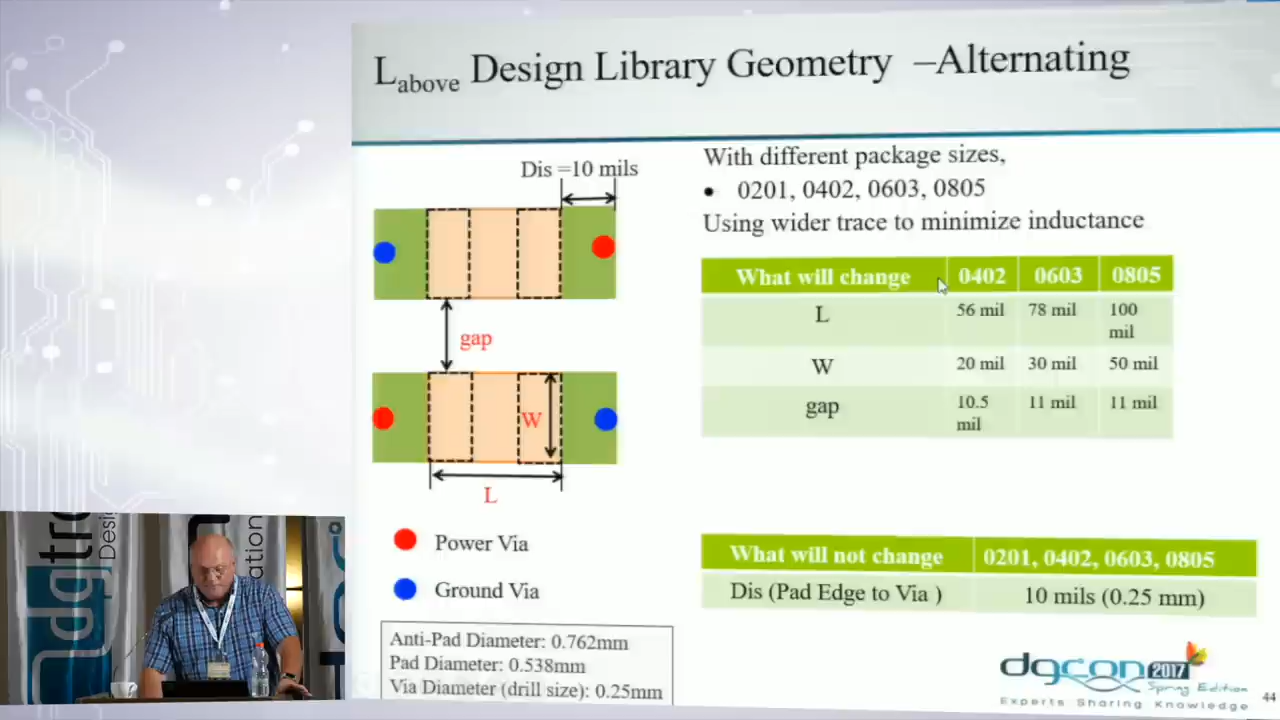 L above Design Library Geometry –Alternating
Dis =10 mils
With different package sizes,
• 0201, 0402, 0603, 0805
Using wider trace to minimize inductance
gap
W
L
What will change 0402 0603 0805
L 56 mil 78 mil 100 mil
W 20 mil 30 mil 50 mil
gap 10.5 mil 11 mil 11 mil
Power Via
Ground Via
What will not change 0201, 0402, 0603, 0805
Dis (Pad Edge to Via ) 10 mils (0.25 mm)
Anti-Pad Diameter: 0.762mm
Pad Diameter: 0.538mm
Via Diameter (drill size): 0.25mm
dgcon 2017
Spring Edition
Experts Sharing Knowledge
44